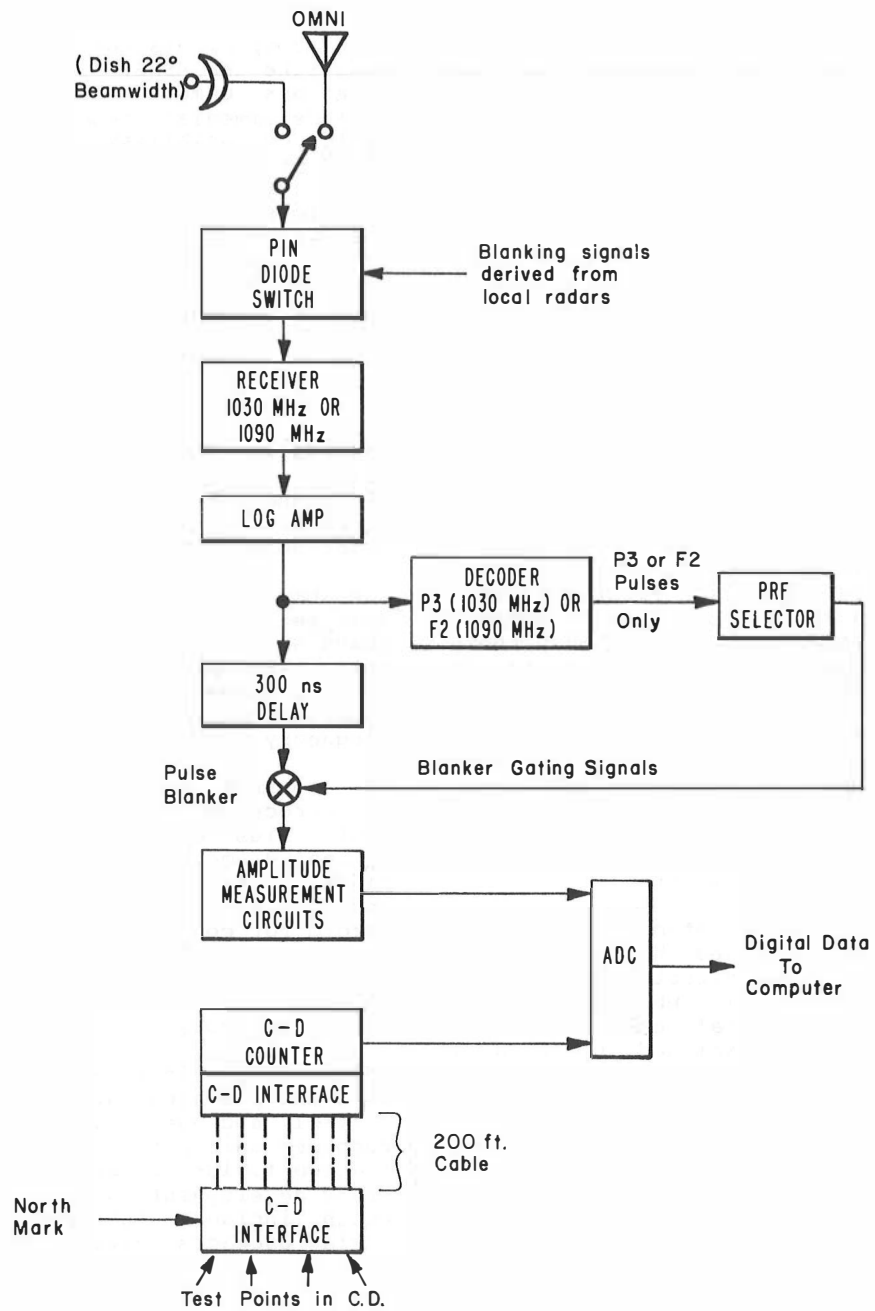 OMNI
( Dish 22°
Beamwidth)
PIN
DIODE
SWITCH
Blanking signals
derived from
local radars
RECEIVER
1030 MHz OR
1090 MHz
LOG AMP
DECODER
P3 (1030 MHz) OR
F2 (1090 MHz)
P3 or F2
Pulses
Only
PRF
SELECTOR
300 ns
DELAY
Pulse
Blanker
Blanker Gating Signals
AMPLITUDE
MEASUREMENT
CIRCUITS
ADC
Digital Data
To
Computer
C-D
COUNTER
C-D INTERFACE
200 ft.
Cable
North
Mark
C-D
INTERFACE
Test Points in C.D.